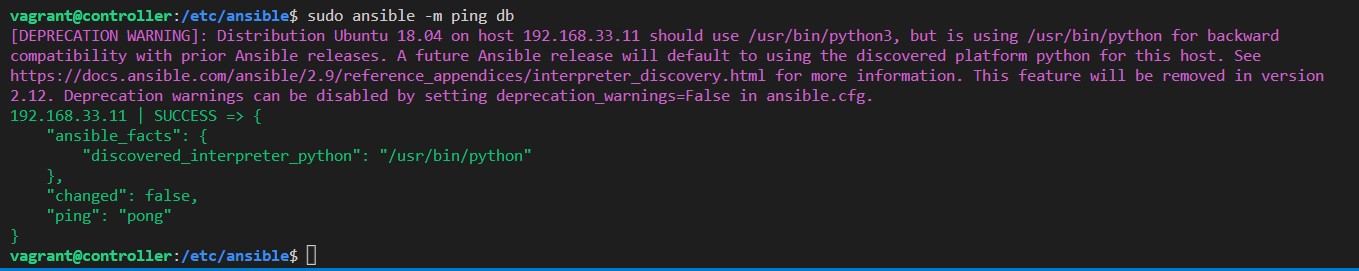 vagrant@controller:/etc/ansible$ sudo ansible -m ping db
[DEPRECATION WARNING]: Distribution Ubuntu 18.04 on host 192.168.33.11 should use /usr/bin/python3, but is using /usr/bin/python for backward
compatibility with prior Ansible releases. A future Ansible release will default to using the discovered platform python for this host. See
https://docs.ansible.com/ansible/2.9/reference_appendices/interpreter_discovery.html for more information. This feature will be removed in version
2.12. Deprecation warnings can be disabled by setting deprecation_warnings=False in ansible.cfg.
192.168.33.11 | SUCCESS => {
    "ansible_facts": {
        "discovered_interpreter_python": "/usr/bin/python"
    },
    "changed": false,
    "ping": "pong"
}
vagrant@controller:/etc/ansible$